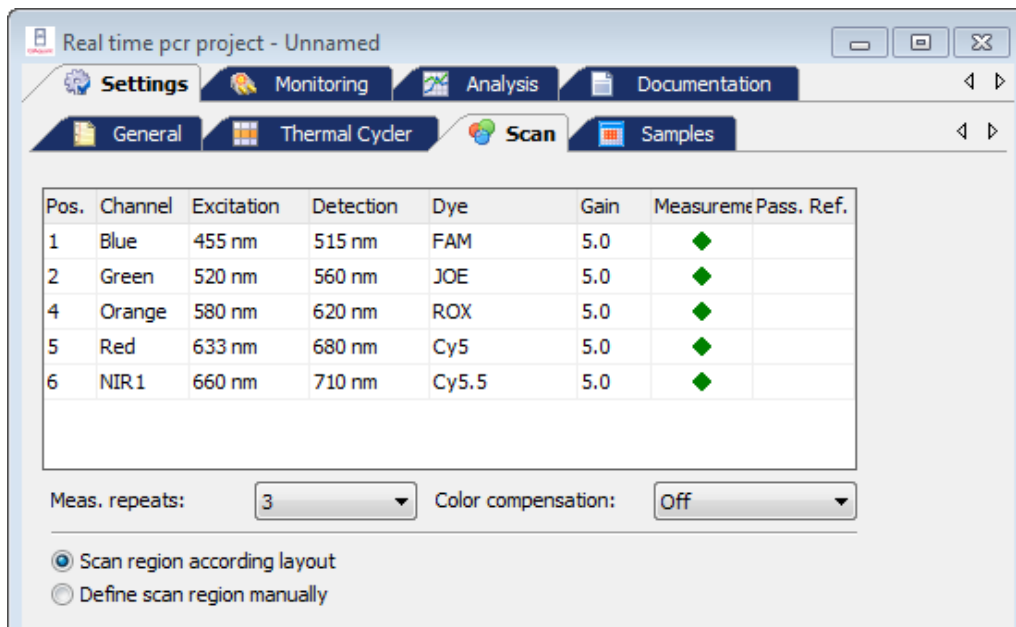 Real time pcr project - Unnamed
Settings Monitoring Analysis Documentation
General Thermal Cycler Scan Samples
Pos. Channel Excitation Detection Dye Gain Measureme Pass. Ref.
1 Blue 455 nm 515 nm FAM 5.0
2 Green 520 nm 560 nm JOE 5.0
4 Orange 580 nm 620 nm ROX 5.0
5 Red 633 nm 680 nm Cy5 5.0
6 NIR1 660 nm 710 nm Cy5.5 5.0
Meas. repeats: 3 Color compensation: Off
Scan region according layout
Define scan region manually